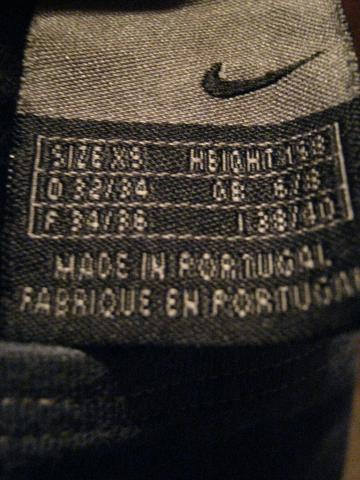 SIZE XS HEIGHT 158
D 32/34 GB 6/8
F 34/36 I 38/40
MADE IN PORTUGAL
FABRIQUE EN PORTUGAL